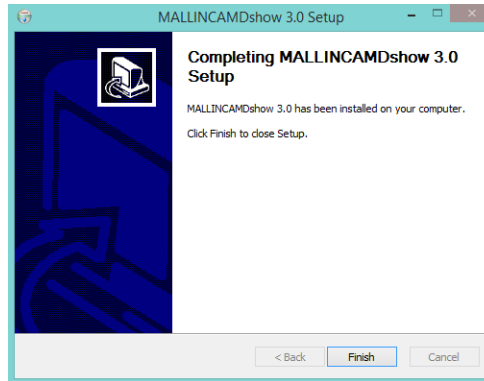 MALLINCAMDshow 3.0 Setup
Completing MALLINCAMDshow 3.0
Setup
MALLINCAMDshow 3.0 has been installed on your computer.
Click Finish to close Setup.
< Back Finish Cancel